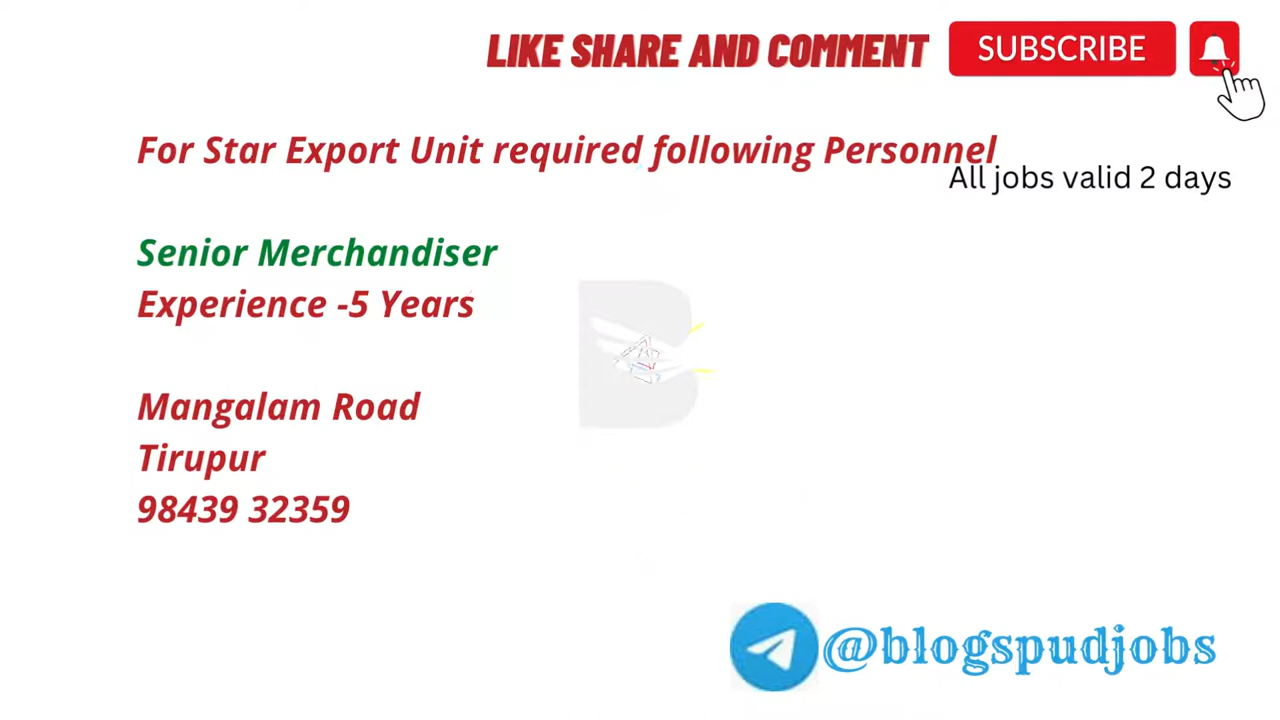 LIKE SHARE AND COMMENT
SUBSCRIBE
For Star Export Unit required following Personnel
All jobs valid 2 days
Senior Merchandiser
Experience -5 Years
Mangalam Road
Tirupur
98439 32359
@blogspudjobs